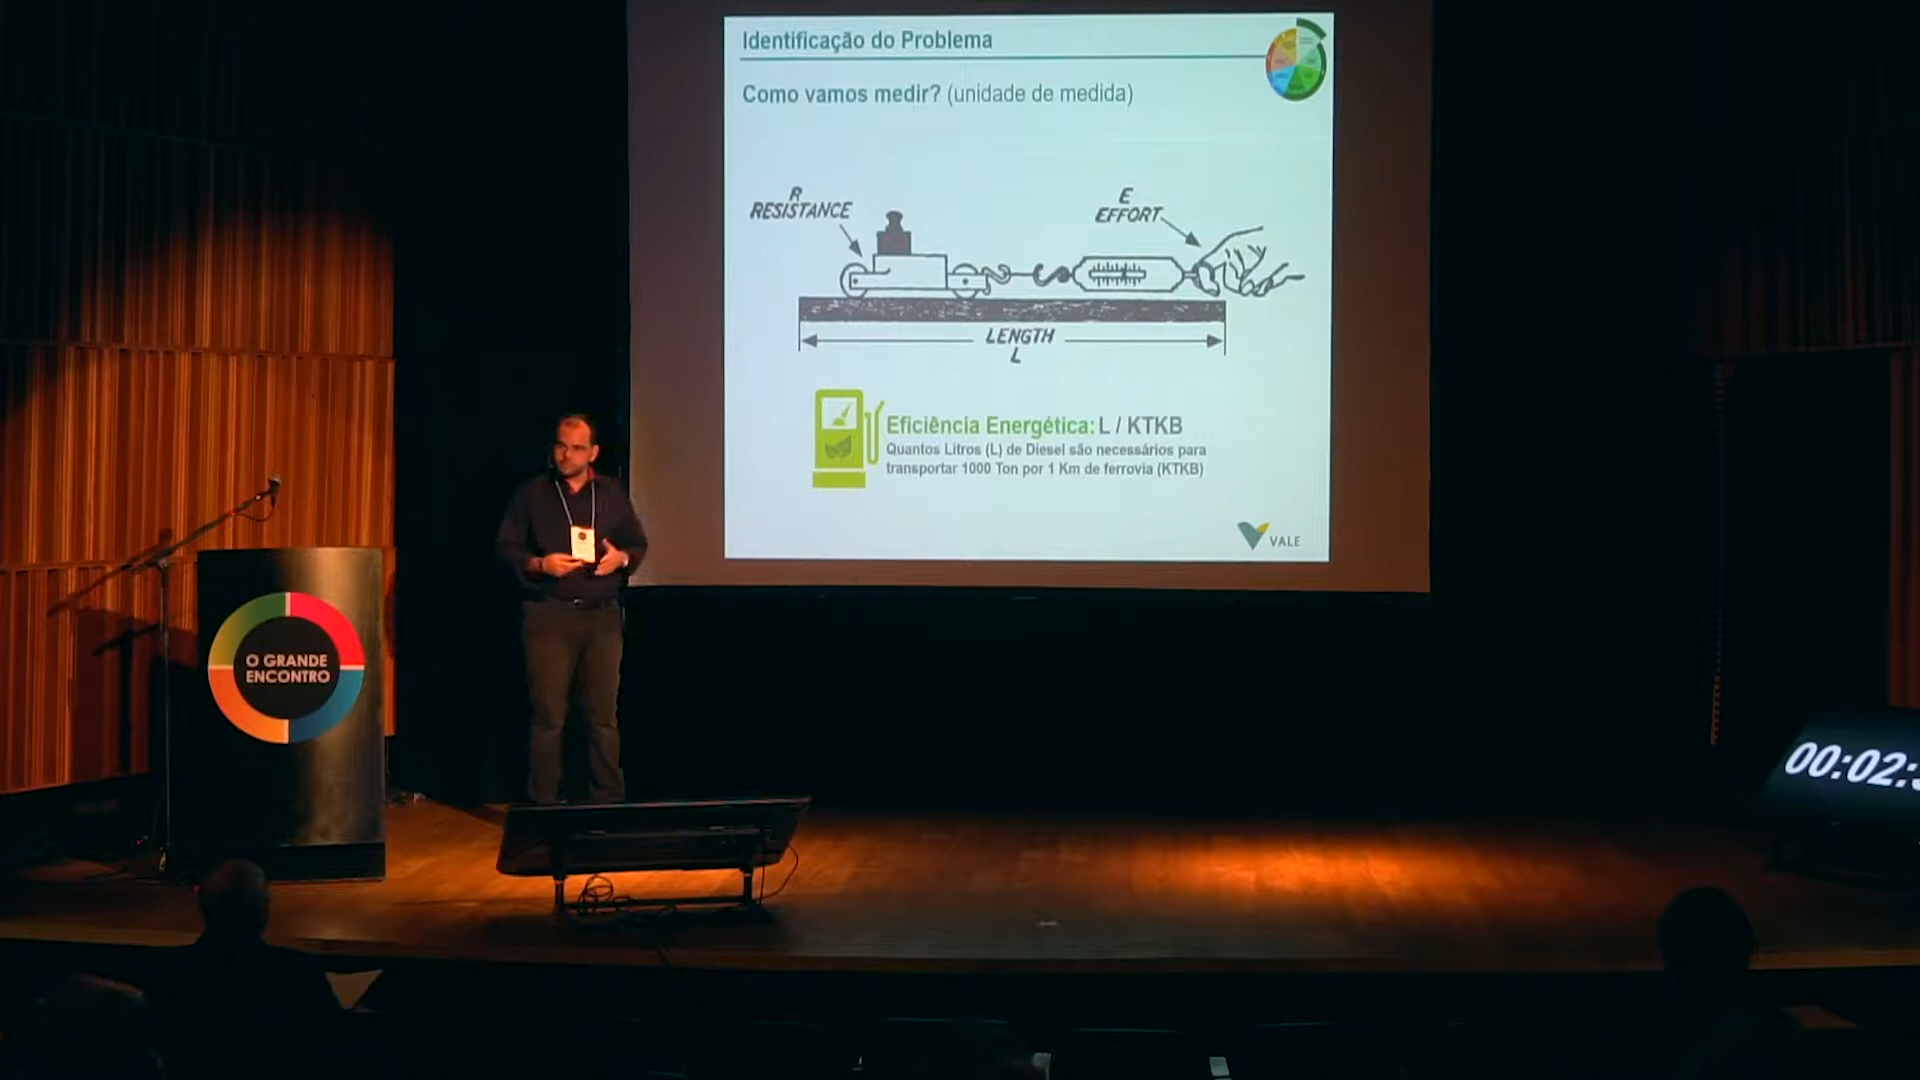 Identificação do Problema
Como vamos medir? (unidade de medida)
R
RESISTANCE
E
EFFORT
LENGTH
L
Eficiência Energética: L / KTKB
Quantos Litros (L) de Diesel são necessários para
transportar 1000 Ton por 1 Km de ferrovia (KTKB)
VALE
O GRANDE
ENCONTRO
00:02: